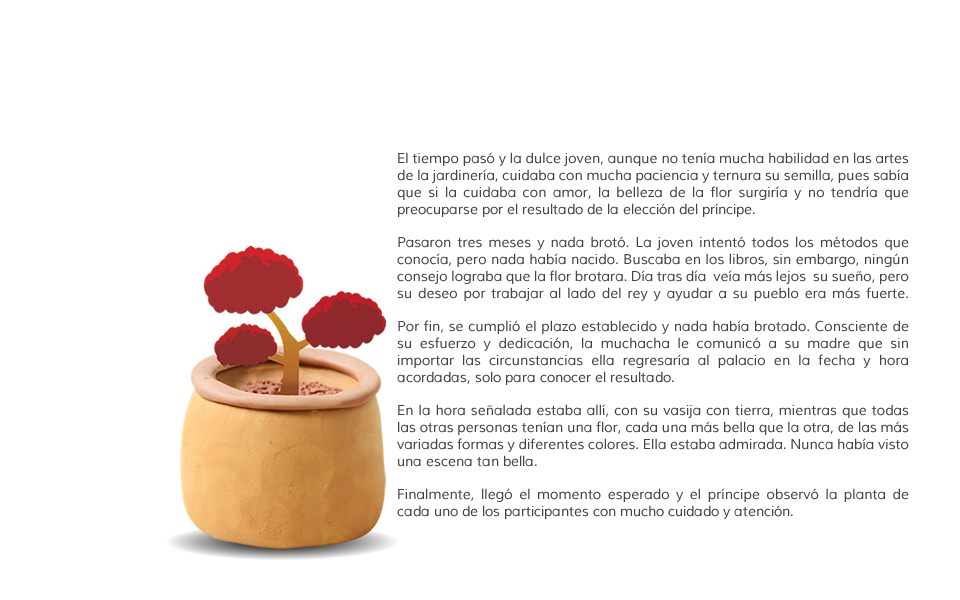 El tiempo pasó y la dulce joven, aunque no tenía mucha habilidad en las artes
de la jardinería, cuidaba con mucha paciencia y ternura su semilla, pues sabía
que si la cuidaba con amor, la belleza de la flor surgiría y no tendría que
preocuparse por el resultado de la elección del príncipe.
Pasaron tres meses y nada brotó. La joven intentó todos los métodos que
conocía, pero nada había nacido. Buscaba en los libros, sin embargo, ningún
consejo lograba que la flor brotara. Día tras día veía más lejos su sueño, pero
su deseo por trabajar al lado del rey y ayudar a su pueblo era más fuerte.
Por fin, se cumplió el plazo establecido y nada había brotado. Consciente de
su esfuerzo y dedicación, la muchacha le comunicó a su madre que sin
importar las circunstancias ella regresaría al palacio en la fecha y hora
acordadas, solo para conocer el resultado.
En la hora señalada estaba allí, con su vasija con tierra, mientras que todas
las otras personas tenían una flor, cada una más bella que la otra, de las más
variadas formas y diferentes colores. Ella estaba admirada. Nunca había visto
una escena tan bella.
Finalmente, llegó el momento esperado y el príncipe observó la planta de
cada uno de los participantes con mucho cuidado y atención.